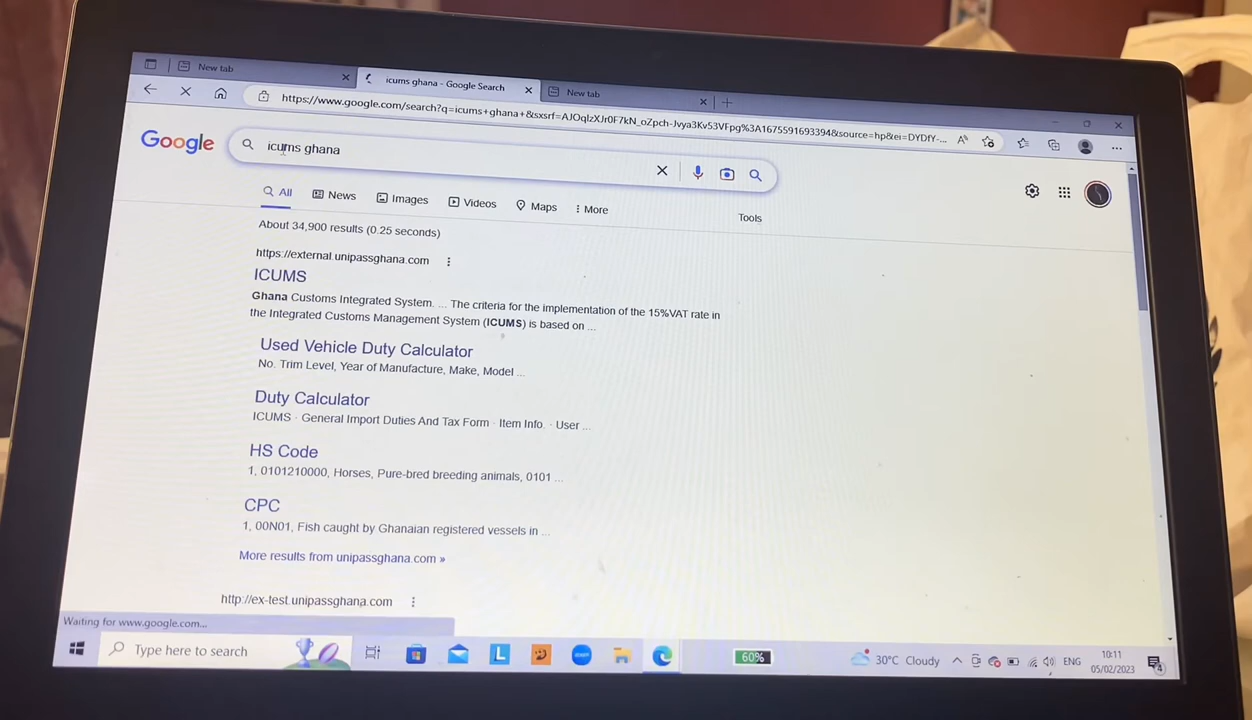 New tab
icums ghana - Google Search
New tab
https://www.google.com/search?q=icums+ghana+&sxsrf=AJOqlzXJr0F7kN_oZpch-Jvya3Kv53VFpg%3A1675591693394&source=hp&ei=DYDfY-...
Google
icums ghana
All
News
Images
Videos
Maps
More
Tools
About 34,900 results (0.25 seconds)
https://external.unipassghana.com
ICUMS
Ghana Customs Integrated System. ... The criteria for the implementation of the 15%VAT rate in
the Integrated Customs Management System (ICUMS) is based on ...
Used Vehicle Duty Calculator
No. Trim Level, Year of Manufacture, Make, Model ...
Duty Calculator
ICUMS · General Import Duties And Tax Form · Item Info. · User ...
HS Code
1, 0101210000, Horses, Pure-bred breeding animals, 0101 ...
CPC
1, 00N01, Fish caught by Ghanaian registered vessels in ...
More results from unipassghana.com »
http://ex-test.unipassghana.com
Waiting for www.google.com...
Type here to search
L
zoom
60%
30°C Cloudy
ENG
10:11
05/02/2023
4